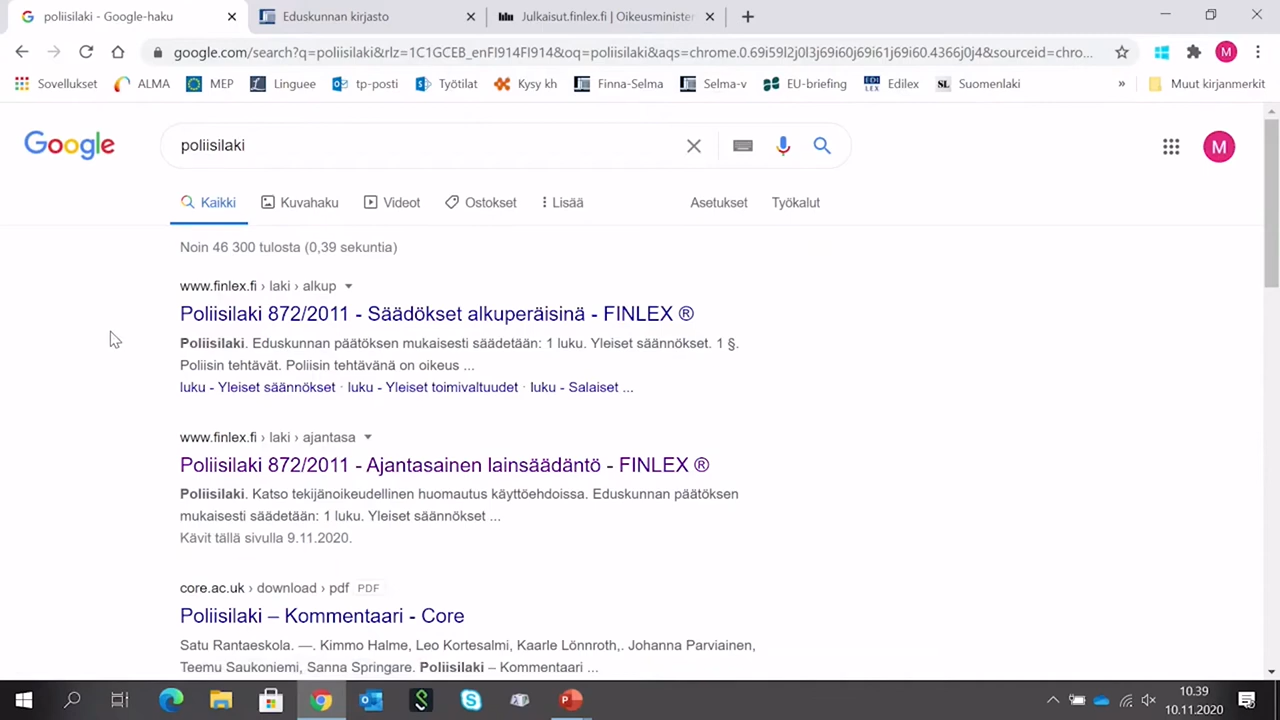 poliisilaki - Google-haku
Eduskunnan kirjasto
Julkaisut.finlex.fi | Oikeusminister
google.com/search?q=poliisilaki&rlz=1C1GCEB_enFI914FI914&oq=poliisilaki&aqs=chrome.0.69i59l2j0l3j69i60j69i61j69i60.4366j0j4&sourceid=chro...
M
Sovellukset
ALMA
MEP
Linguee
tp-posti
Työtilat
Kysy kh
Finna-Selma
Selma-v
EU-briefing
EDI
LEX
Edilex
SL
Suomenlaki
»
Muut kirjanmerkit
Google
poliisilaki
M
Kaikki
Kuvahaku
Videot
Ostokset
Lisää
Asetukset
Työkalut
Noin 46 300 tulosta (0,39 sekuntia)
www.finlex.fi › laki › alkup
Poliisilaki 872/2011 - Säädökset alkuperäisinä - FINLEX ®
Poliisilaki. Eduskunnan päätöksen mukaisesti säädetään: 1 luku. Yleiset säännökset. 1 §.
Poliisin tehtävät. Poliisin tehtävänä on oikeus ...
luku - Yleiset säännökset · luku - Yleiset toimivaltuudet · luku - Salaiset ...
www.finlex.fi › laki › ajantasa
Poliisilaki 872/2011 - Ajantasainen lainsäädäntö - FINLEX ®
Poliisilaki. Katso tekijänoikeudellinen huomautus käyttöehdoissa. Eduskunnan päätöksen
mukaisesti säädetään: 1 luku. Yleiset säännökset ...
Kävit tällä sivulla 9.11.2020.
core.ac.uk › download › pdf PDF
Poliisilaki – Kommentaari - Core
Satu Rantaeskola. —. Kimmo Halme, Leo Kortesalmi, Kaarle Lönnroth,. Johanna Parviainen,
Teemu Saukoniemi, Sanna Springare. Poliisilaki – Kommentaari ...
10.39
10.11.2020